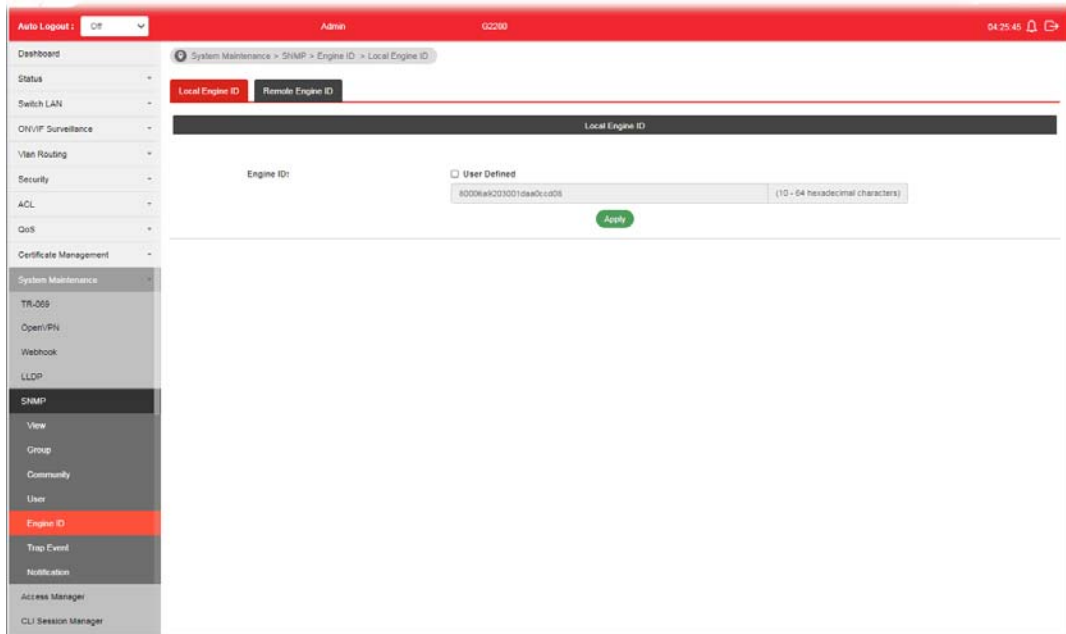 Auto Logout : Off Admin G2280 04:25:45
Dashboard
Status
Switch LAN
ONVIF Surveillance
Vlan Routing
Security
ACL
QoS
Certificate Management
System Maintenance
TR-069
OpenVPN
Webhook
LLDP
SNMP
View
Group
Community
User
Engine ID
Trap Event
Notification
Access Manager
CLI Session Manager
System Maintenance > SNMP > Engine ID > Local Engine ID
Local Engine ID Remote Engine ID
Local Engine ID
Engine ID: User Defined
(10 - 64 hexadecimal characters)
Apply